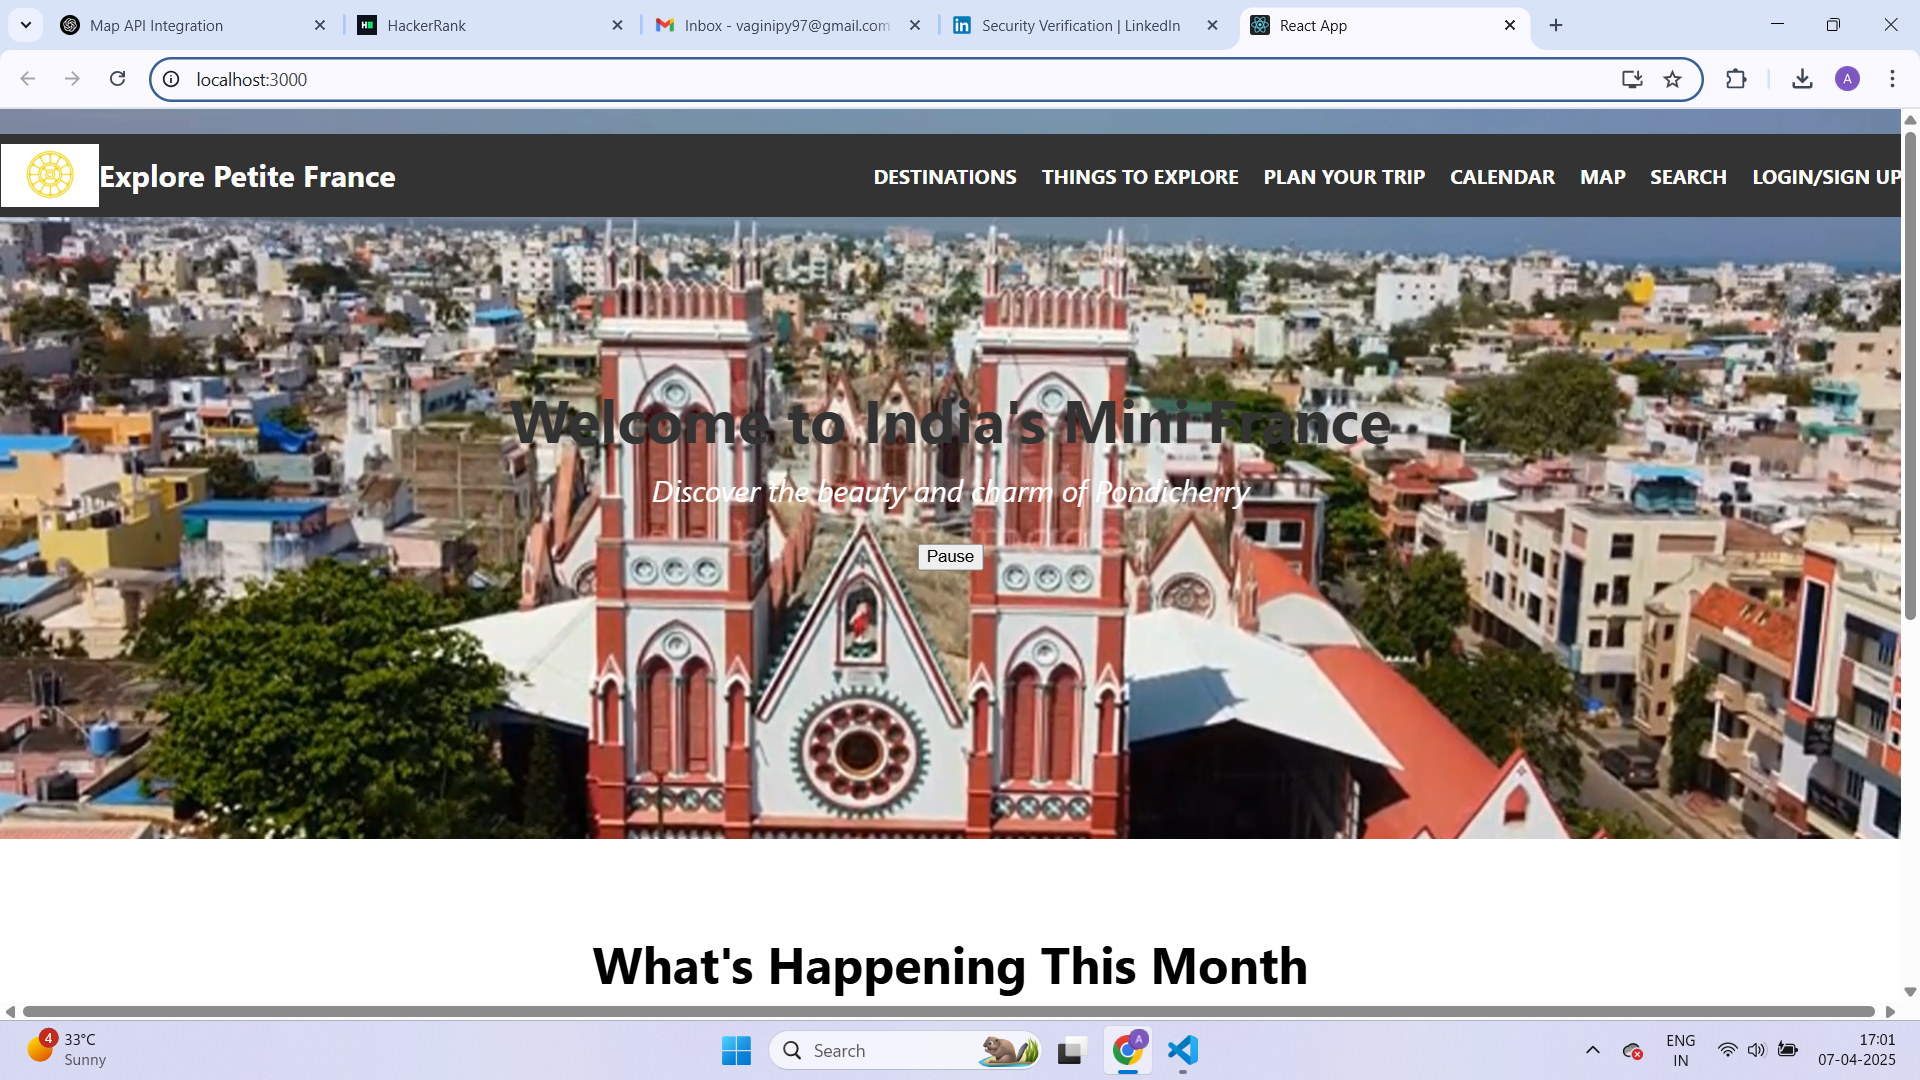 Map API Integration
HackerRank
Inbox - vaginipy97@gmail.com
Security Verification | LinkedIn
React App
localhost:3000
A
Explore Petite France
DESTINATIONS THINGS TO EXPLORE PLAN YOUR TRIP CALENDAR MAP SEARCH LOGIN/SIGN UP
Welcome to India's Mini France
Discover the beauty and charm of Pondicherry
Pause
What's Happening This Month
4
33°C
Sunny
Search
A
ENG
IN
17:01
07-04-2025